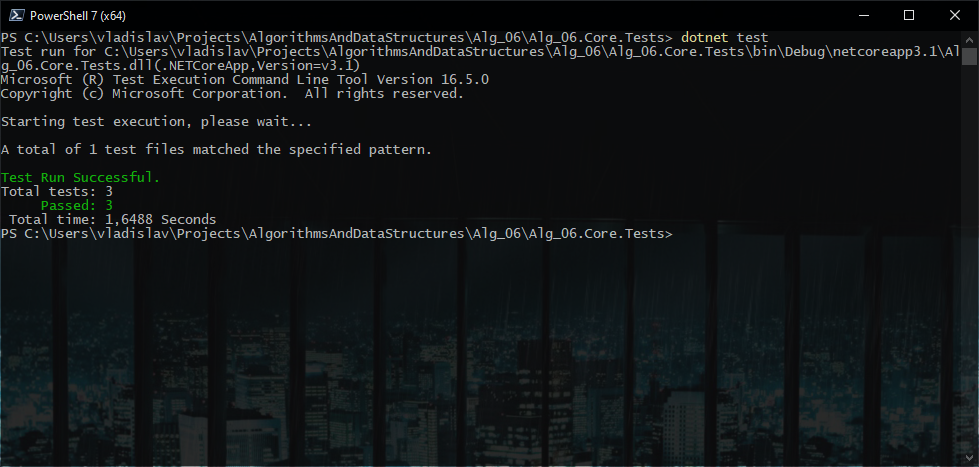 PowerShell 7 (x64)
PS C:\Users\vladislav\Projects\AlgorithmsAndDataStructures\Alg_06\Alg_06.Core.Tests> dotnet test
Test run for C:\Users\vladislav\Projects\AlgorithmsAndDataStructures\Alg_06\Alg_06.Core.Tests\bin\Debug\netcoreapp3.1\Al
g_06.Core.Tests.dll(.NETCoreApp,Version=v3.1)
Microsoft (R) Test Execution Command Line Tool Version 16.5.0
Copyright (c) Microsoft Corporation.  All rights reserved.
Starting test execution, please wait...
A total of 1 test files matched the specified pattern.
Test Run Successful.
Total tests: 3
     Passed: 3
 Total time: 1,6488 Seconds
PS C:\Users\vladislav\Projects\AlgorithmsAndDataStructures\Alg_06\Alg_06.Core.Tests>